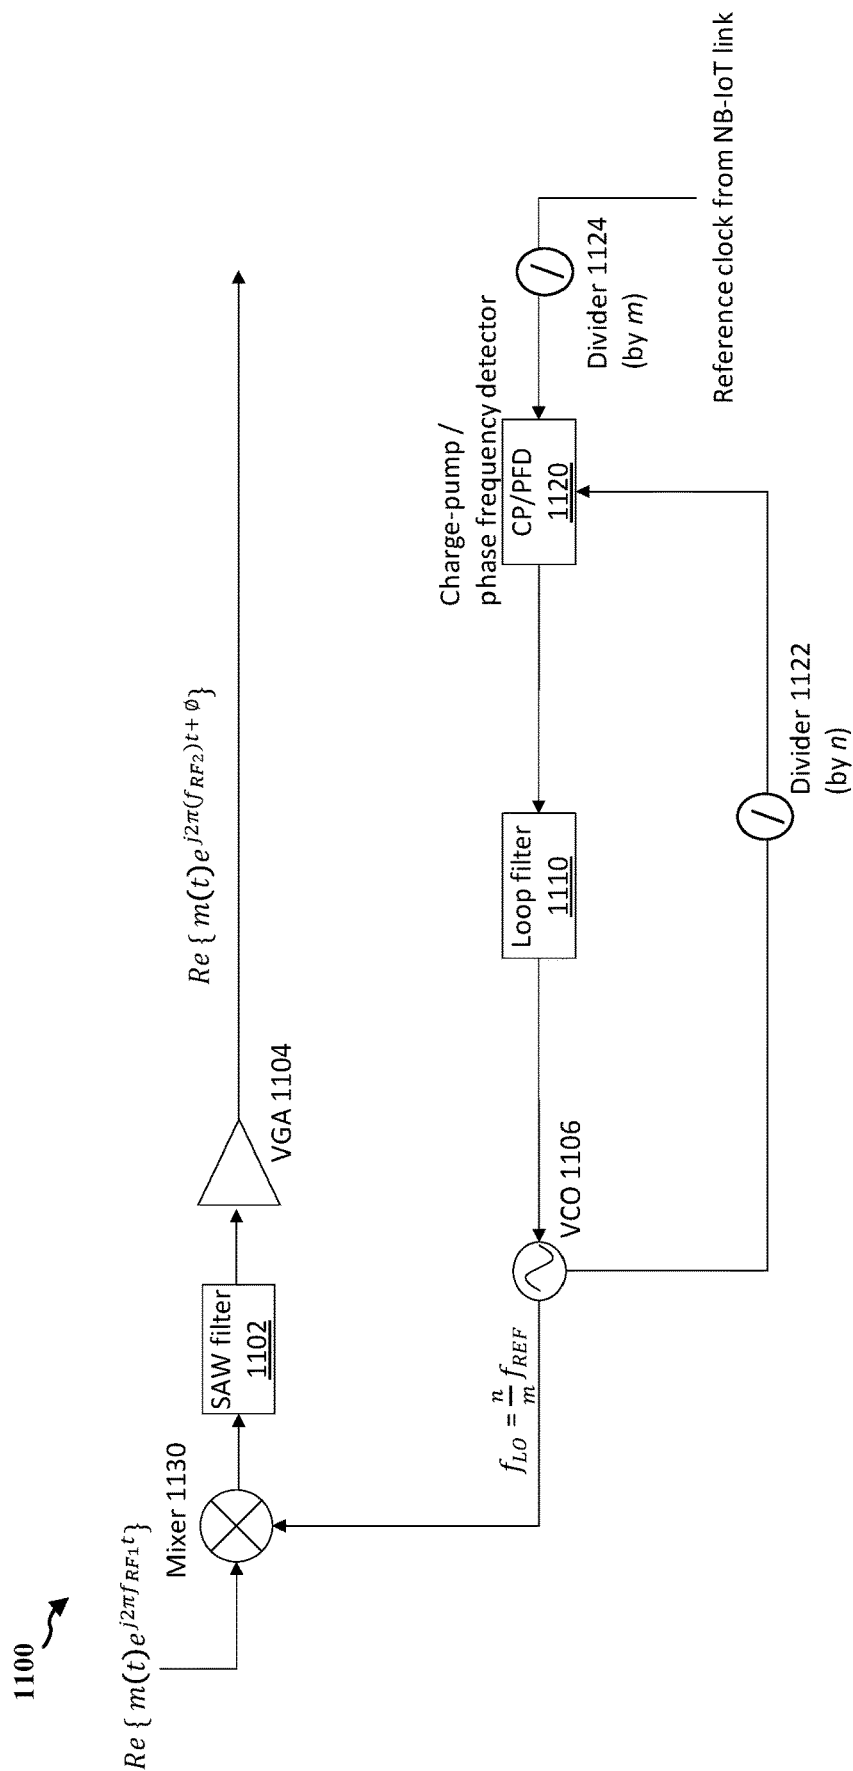 1100
Re { m(t)e^{j2πf_{RF1}t}}
Mixer 1130
SAW filter
1102
VGA 1104
Re { m(t)e^{j2π(f_{RF2})t+ Ø}}
f_{LO} = \frac{n}{m} f_{REF}
VCO 1106
Loop filter
1110
Charge-pump /
phase frequency detector
CP/PFD
1120
Divider 1124
(by m)
Reference clock from NB-IoT link
Divider 1122
(by n)